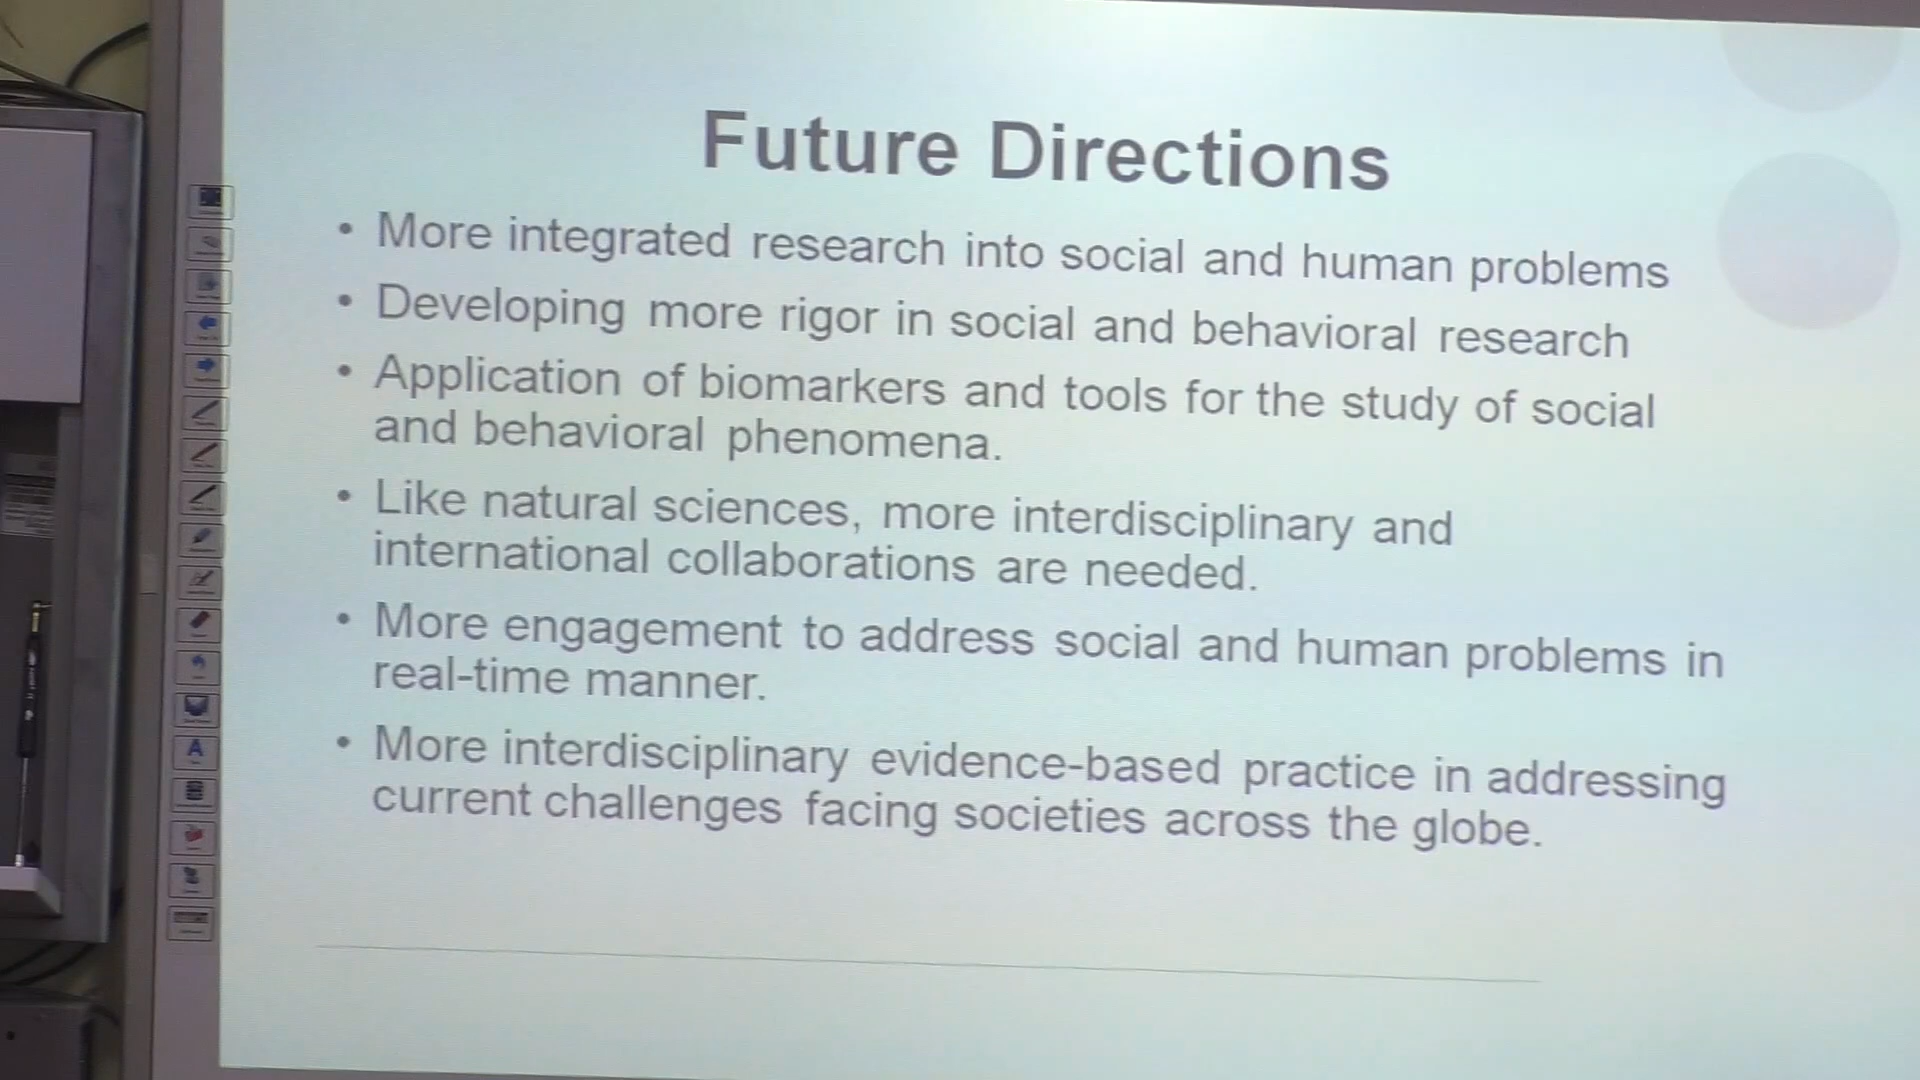 Future Directions
• More integrated research into social and human problems
• Developing more rigor in social and behavioral research
• Application of biomarkers and tools for the study of social
and behavioral phenomena.
• Like natural sciences, more interdisciplinary and
international collaborations are needed.
• More engagement to address social and human problems in
real-time manner.
• More interdisciplinary evidence-based practice in addressing
current challenges facing societies across the globe.
A